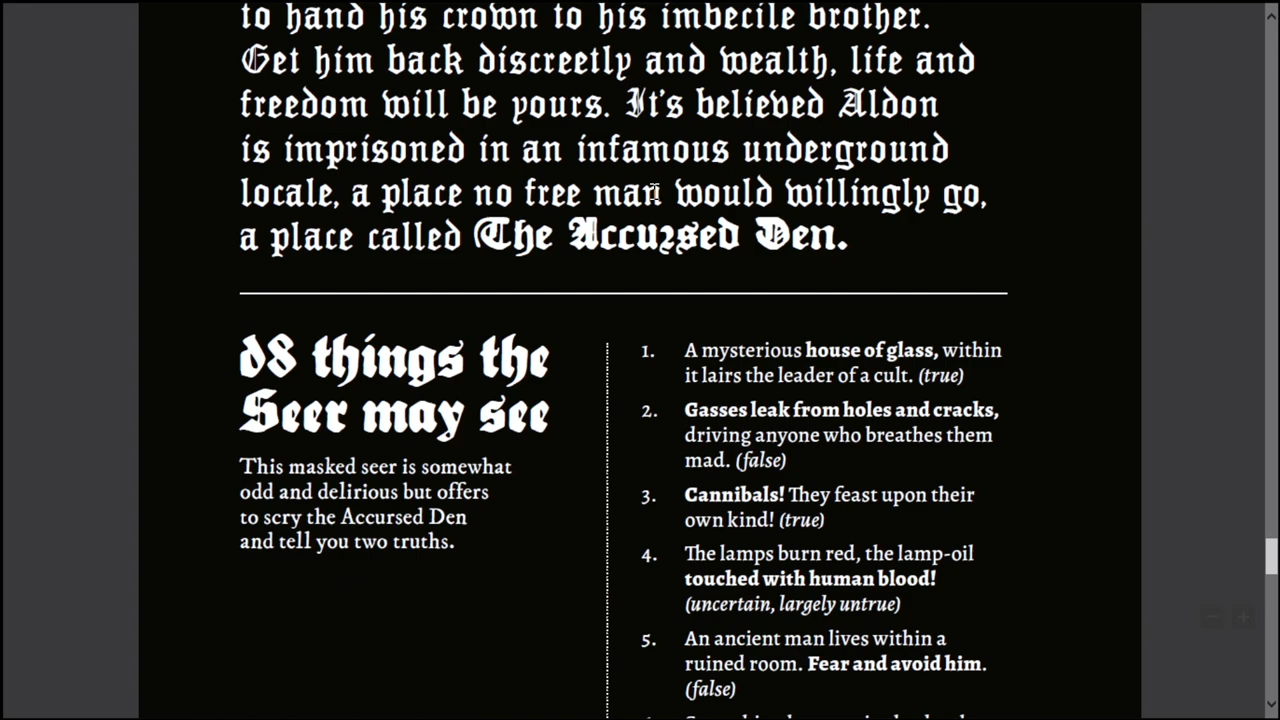 to hand his crown to his imbecile brother.
Get him back discreetly and wealth, life and
freedom will be yours. It's believed Aldon
is imprisoned in an infamous underground
locale, a place no free man would willingly go,
a place called The Accursed Den.
d8 things the
Seer may see
This masked seer is somewhat
odd and delirious but offers
to scry the Accursed Den
and tell you two truths.
1. A mysterious house of glass, within
it lairs the leader of a cult. (true)
2. Gasses leak from holes and cracks,
driving anyone who breathes them
mad. (false)
3. Cannibals! They feast upon their
own kind! (true)
4. The lamps burn red, the lamp-oil
touched with human blood!
(uncertain, largely untrue)
5. An ancient man lives within a
ruined room. Fear and avoid him.
(false)